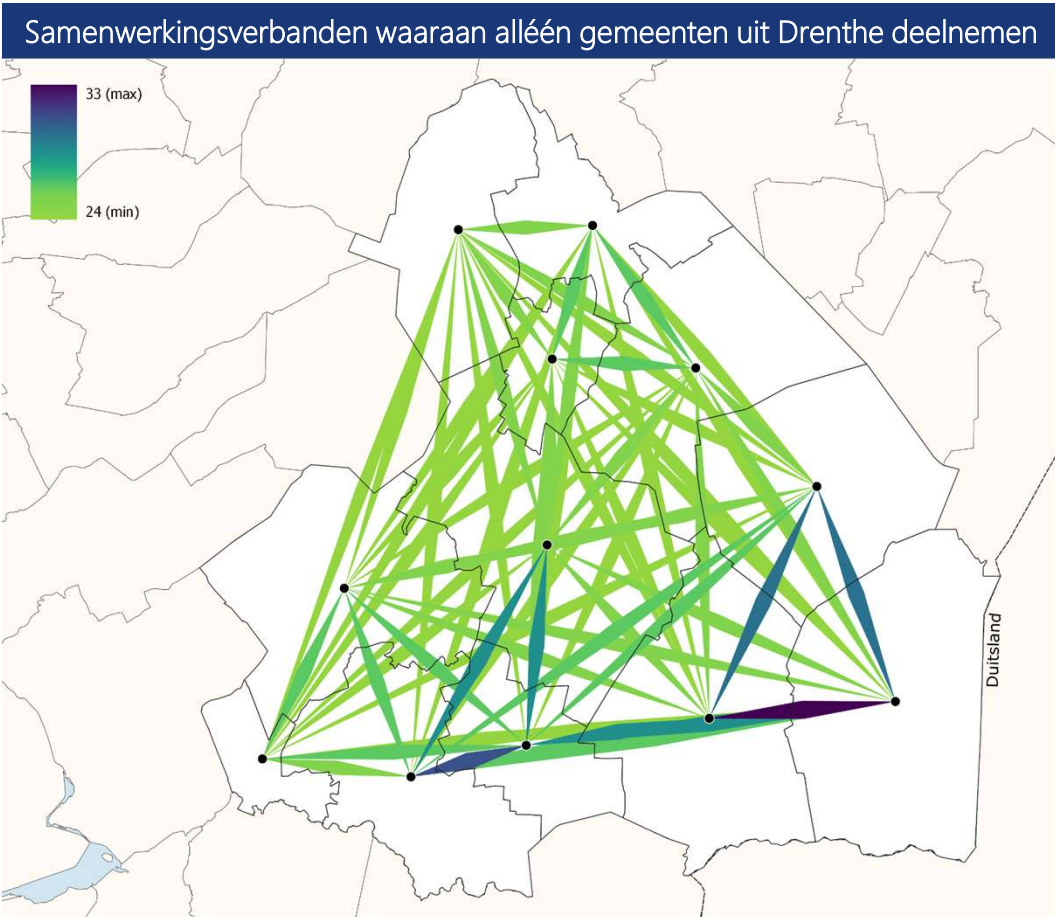 Samenwerkingsverbanden waaraan alléén gemeenten uit Drenthe deelnemen
33 (max)
24 (min)
Duitsland